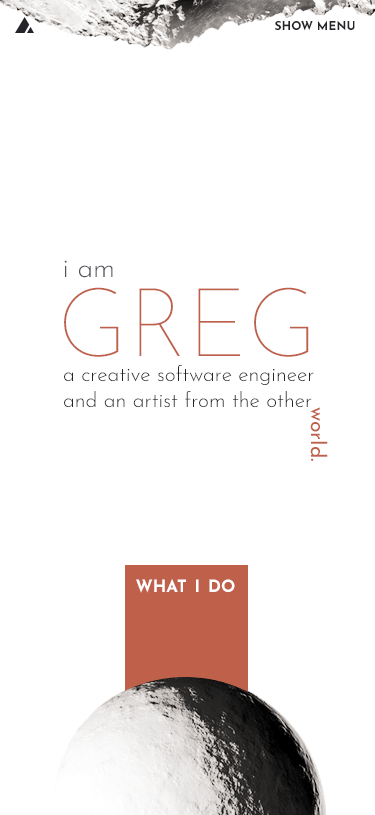 SHOW MENU
i am
GREG
a creative software engineer
and an artist from the other
world.
WHAT I DO